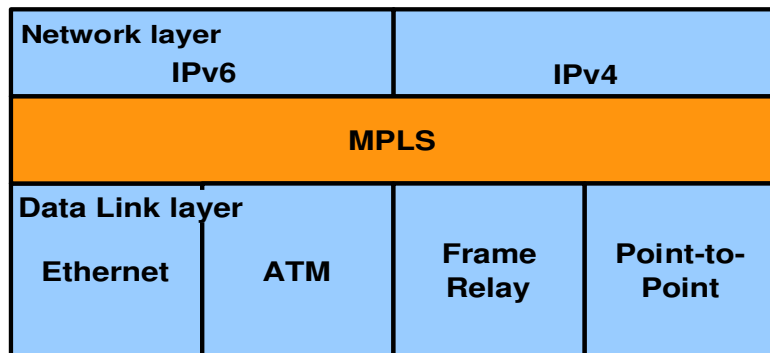 Network layer
IPv6
IPv4
MPLS
Data Link layer
Ethernet
ATM
Frame
Relay
Point-to-
Point